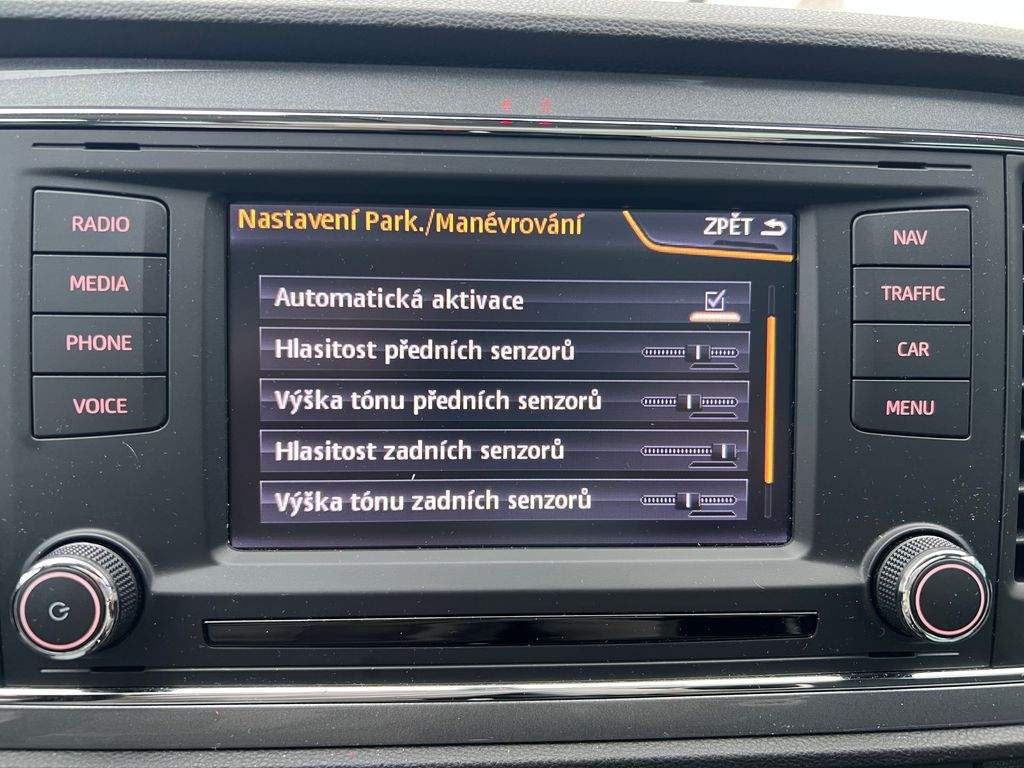 RADIO
MEDIA
PHONE
VOICE
Nastavení Park./Manévrování
ZPĚT
Automatická aktivace
Hlasitost předních senzorů
Výška tónu předních senzorů
Hlasitost zadních senzorů
Výška tónu zadních senzorů
NAV
TRAFFIC
CAR
MENU